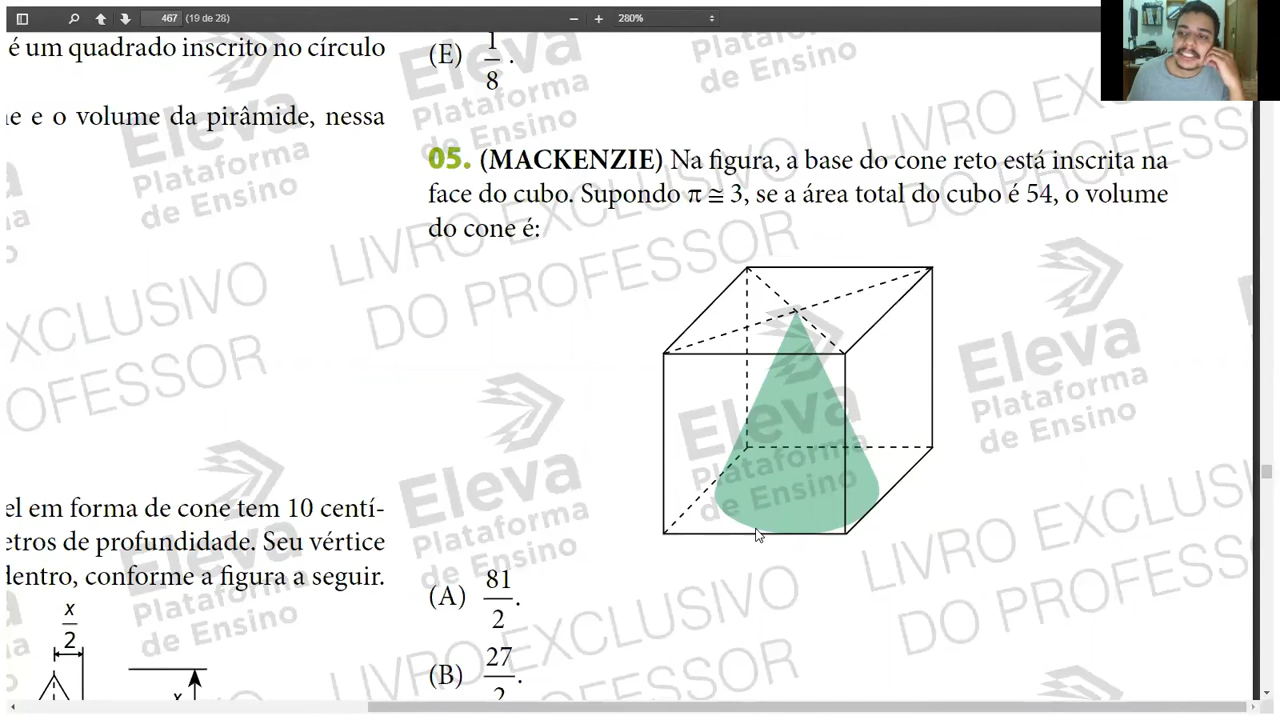 467 (19 de 28)
280%
é um quadrado inscrito no círculo
e e o volume da pirâmide, nessa
el em forma de cone tem 10 centí-
etros de profundidade. Seu vértice
dentro, conforme a figura a seguir.
x
2
x
(E) 1/8.
05. (MACKENZIE) Na figura, a base do cone reto está inscrita na
face do cubo. Supondo π ≅ 3, se a área total do cubo é 54, o volume
do cone é:
(A) 81/2.
(B) 27/2.
Eleva
Plataforma
de Ensino
LIVRO EXCLUSIVO
DO PROFESSOR